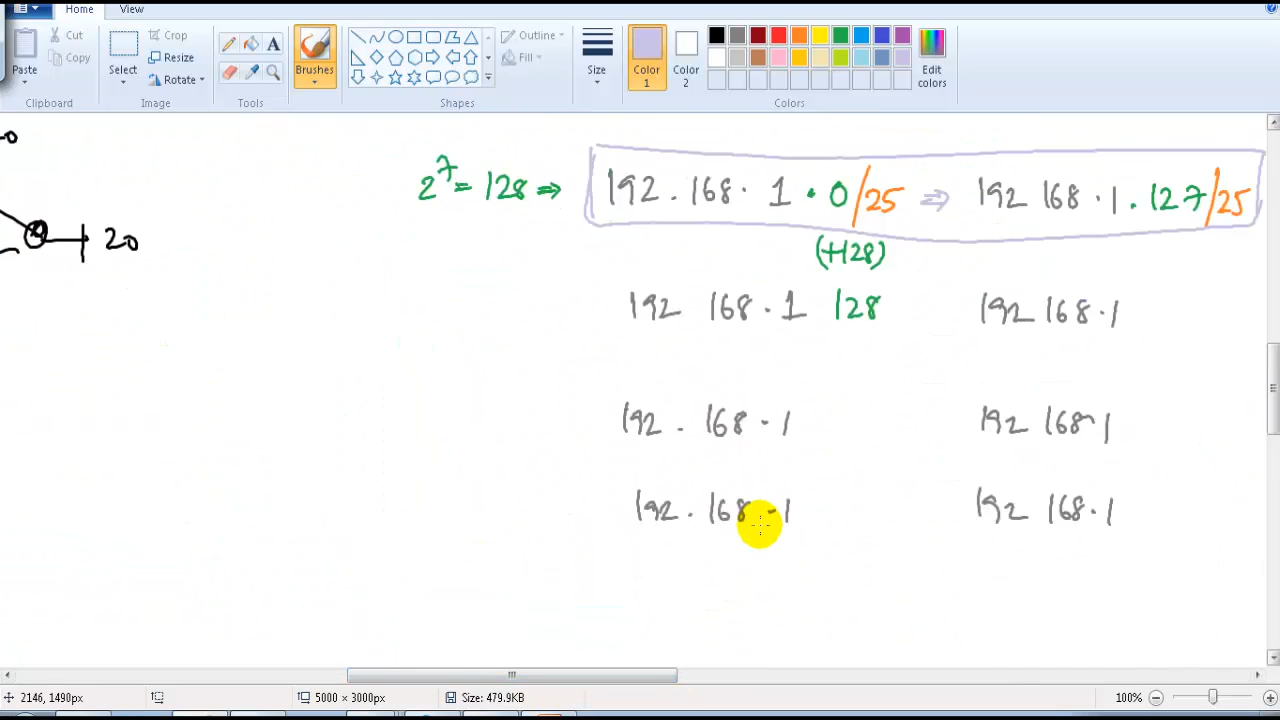 Home View
Paste
Cut
Copy
Clipboard
Select
Crop
Resize
Rotate
Image
A
Tools
Brushes
Outline
Fill
Shapes
Size
Color 1
Color 2
Edit colors
Colors
20
2^7 = 128 ⇒ 192.168.1.0/25 ⇒ 192 168.1.127/25
(+128)
192 168.1 128 192 168.1
192.168.1 192 168.1
192.168.1 192 168.1
2146, 1490px
5000 × 3000px
Size: 479.9KB
100%